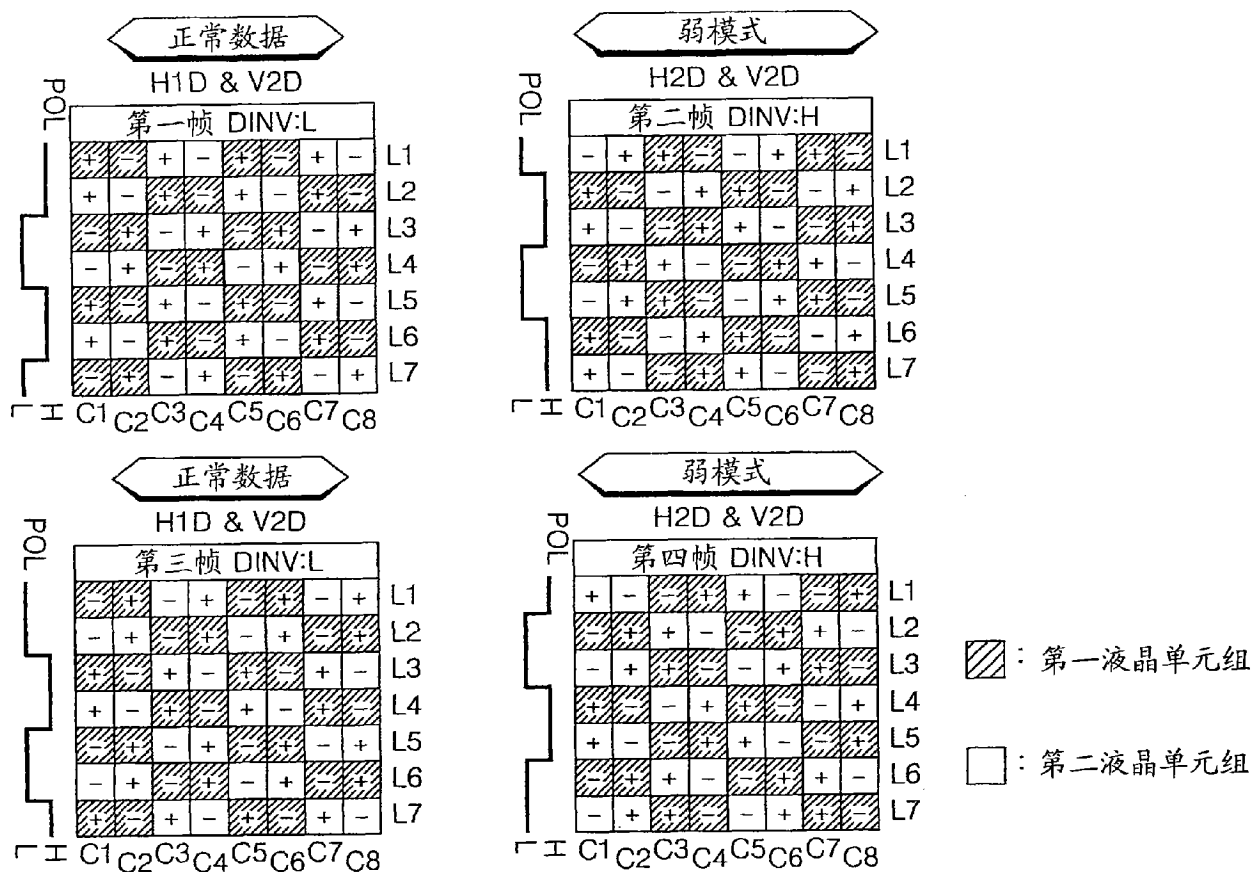 正常数据
H1D & V2D
POL
第一帧 DINV:L
+ − + − + − + − L1
+ − + − + − + − L2
− + − + − + − + L3
− + − + − + − + L4
+ − + − + − + − L5
+ − + − + − + − L6
− + − + − + − + L7
L H C1 C2 C3 C4 C5 C6 C7 C8
弱模式
H2D & V2D
POL
第二帧 DINV:H
− + + − − + + − L1
+ − − + + − − + L2
+ − − + + − − + L3
− + + − − + + − L4
− + + − − + + − L5
+ − − + + − − + L6
+ − − + + − − + L7
L H C1 C2 C3 C4 C5 C6 C7 C8
正常数据
H1D & V2D
POL
第三帧 DINV:L
− + − + − + − + L1
− + − + − + − + L2
+ − + − + − + − L3
+ − + − + − + − L4
− + − + − + − + L5
− + − + − + − + L6
+ − + − + − + − L7
L H C1 C2 C3 C4 C5 C6 C7 C8
弱模式
H2D & V2D
POL
第四帧 DINV:H
+ − − + + − − + L1
− + + − − + + − L2
− + + − − + + − L3
+ − − + + − − + L4
+ − − + + − − + L5
− + + − − + + − L6
− + + − − + + − L7
L H C1 C2 C3 C4 C5 C6 C7 C8
: 第一液晶单元组
: 第二液晶单元组